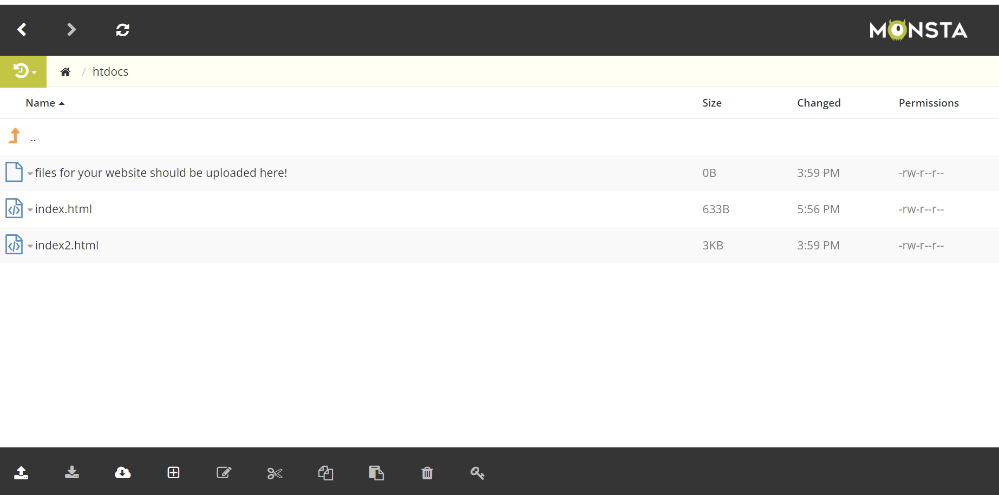 MONSTA
/ htdocs
Name Size Changed Permissions
..
files for your website should be uploaded here! 0B 3:59 PM -rw-r--r--
index.html 633B 5:56 PM -rw-r--r--
index2.html 3KB 3:59 PM -rw-r--r--